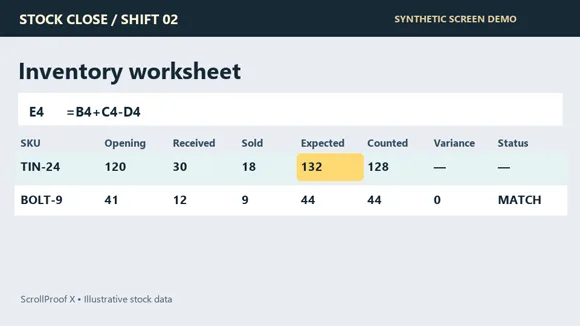 STOCK CLOSE / SHIFT 02 SYNTHETIC SCREEN DEMO
Inventory worksheet
E4 =B4+C4-D4
SKU Opening Received Sold Expected Counted Variance Status
TIN-24 120 30 18 132 128 — —
BOLT-9 41 12 9 44 44 0 MATCH
ScrollProof X • Illustrative stock data